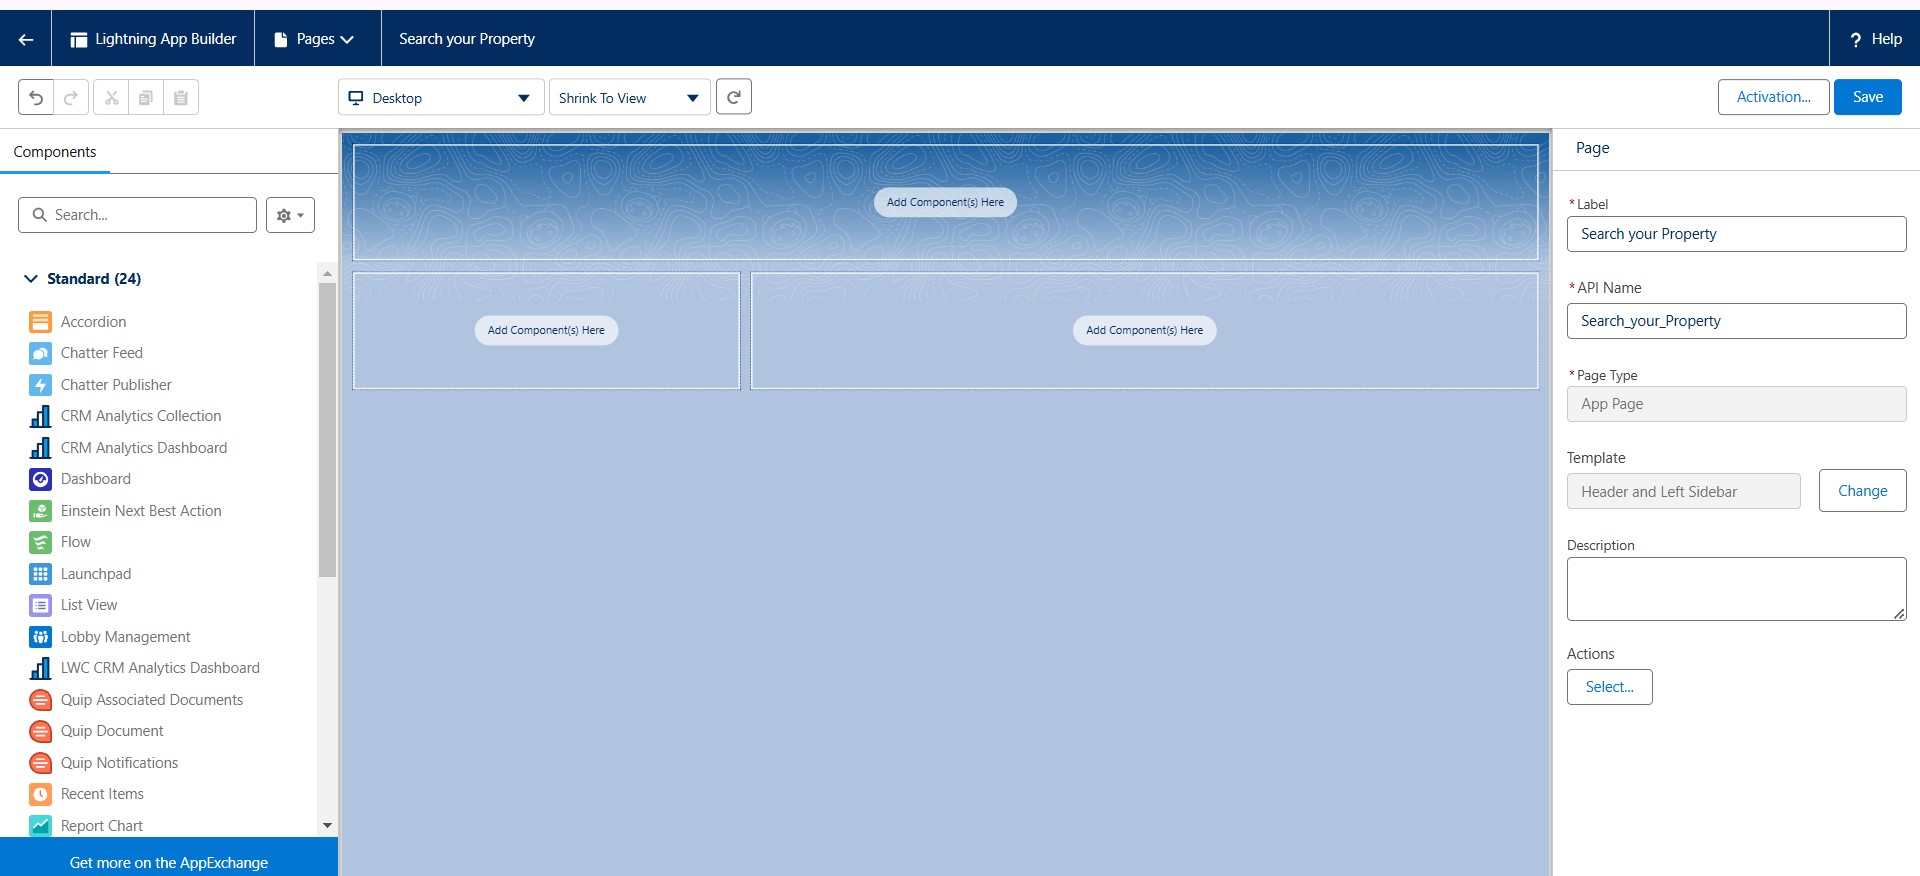 Lightning App Builder
Pages
Search your Property
? Help
Desktop
Shrink To View
Activation...
Save
Components
Search...
Standard (24)
Accordion
Chatter Feed
Chatter Publisher
CRM Analytics Collection
CRM Analytics Dashboard
Dashboard
Einstein Next Best Action
Flow
Launchpad
List View
Lobby Management
LWC CRM Analytics Dashboard
Quip Associated Documents
Quip Document
Quip Notifications
Recent Items
Report Chart
Get more on the AppExchange
Add Component(s) Here
Add Component(s) Here
Add Component(s) Here
Page
*Label
Search your Property
*API Name
Search_your_Property
*Page Type
App Page
Template
Header and Left Sidebar
Change
Description
Actions
Select...